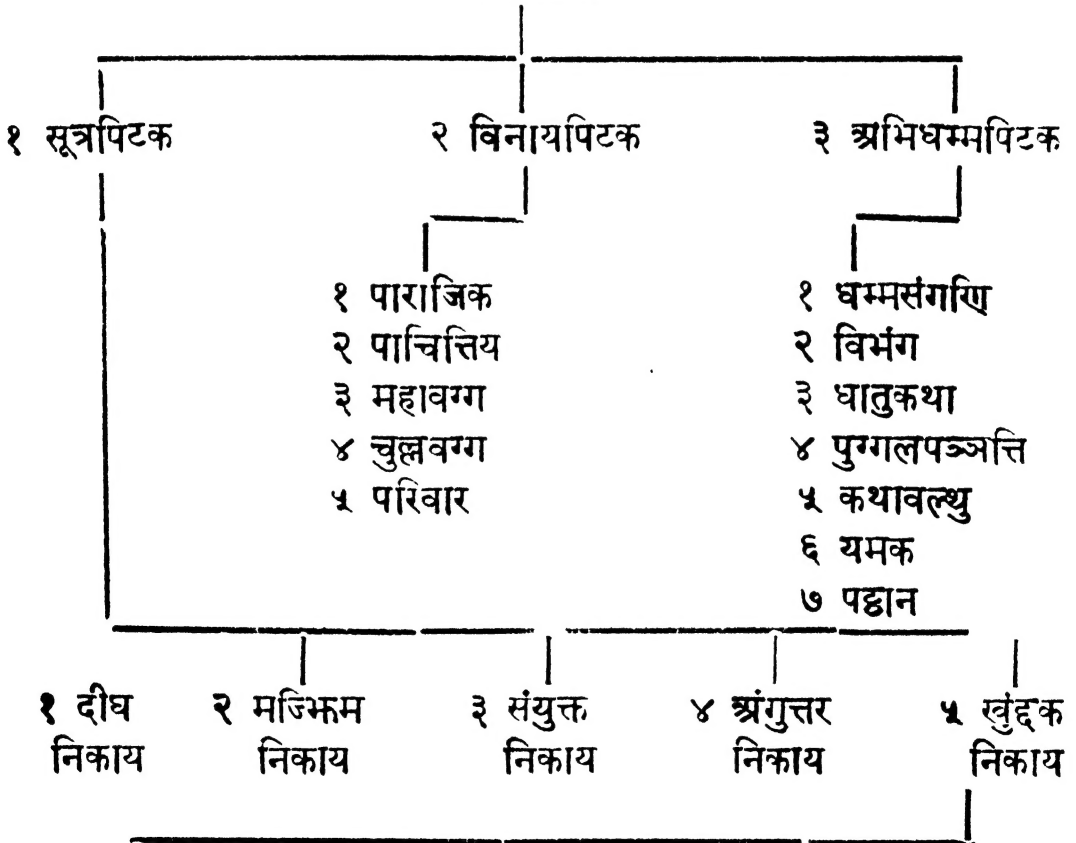 १ सूत्रपिटक
२ विनायपिटक
३ अभिधम्मपिटक
१ पाराजिक
२ पाचित्तिय
३ महावग्ग
४ चुल्लवग्ग
५ परिवार
१ धम्मसंगणि
२ विभंग
३ धातुकथा
४ पुग्गलपञ्ञत्ति
५ कथावत्थु
६ यमक
७ पट्ठान
१ दीघ
निकाय
२ मज्झिम
निकाय
३ संयुक्त
निकाय
४ अंगुत्तर
निकाय
५ खुंद्दक
निकाय